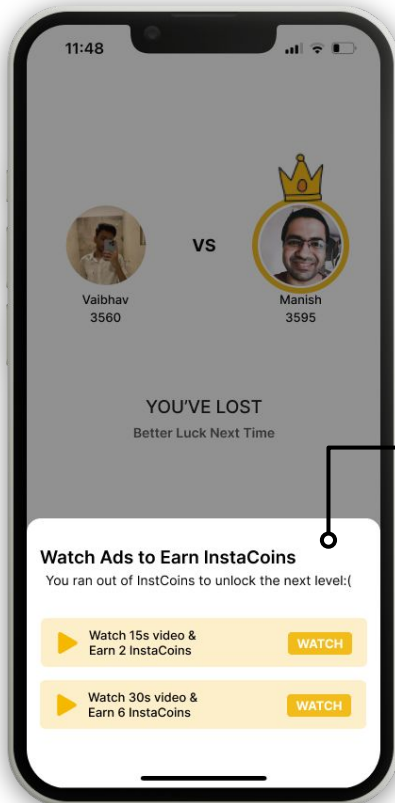 11:48
VS
Vaibhav
3560
Manish
3595
YOU'VE LOST
Better Luck Next Time
Watch Ads to Earn InstaCoins
You ran out of InstCoins to unlock the next level:(
Watch 15s video &
Earn 2 InstaCoins
WATCH
Watch 30s video &
Earn 6 InstaCoins
WATCH